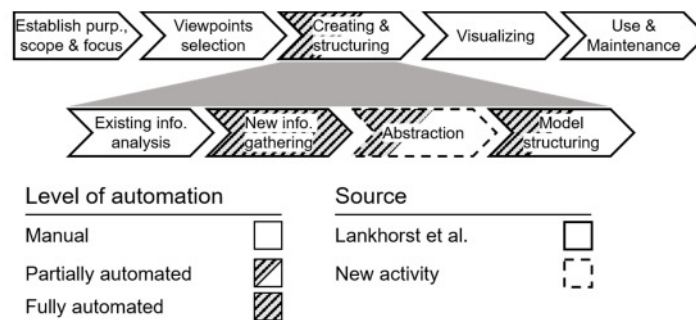 Establish purp.,
scope & focus
Viewpoints
selection
Creating &
structuring
Visualizing
Use &
Maintenance
Existing info.
analysis
New info.
gathering
Abstraction
Model
structuring
Level of automation
Manual
Partially automated
Fully automated
Source
Lankhorst et al.
New activity